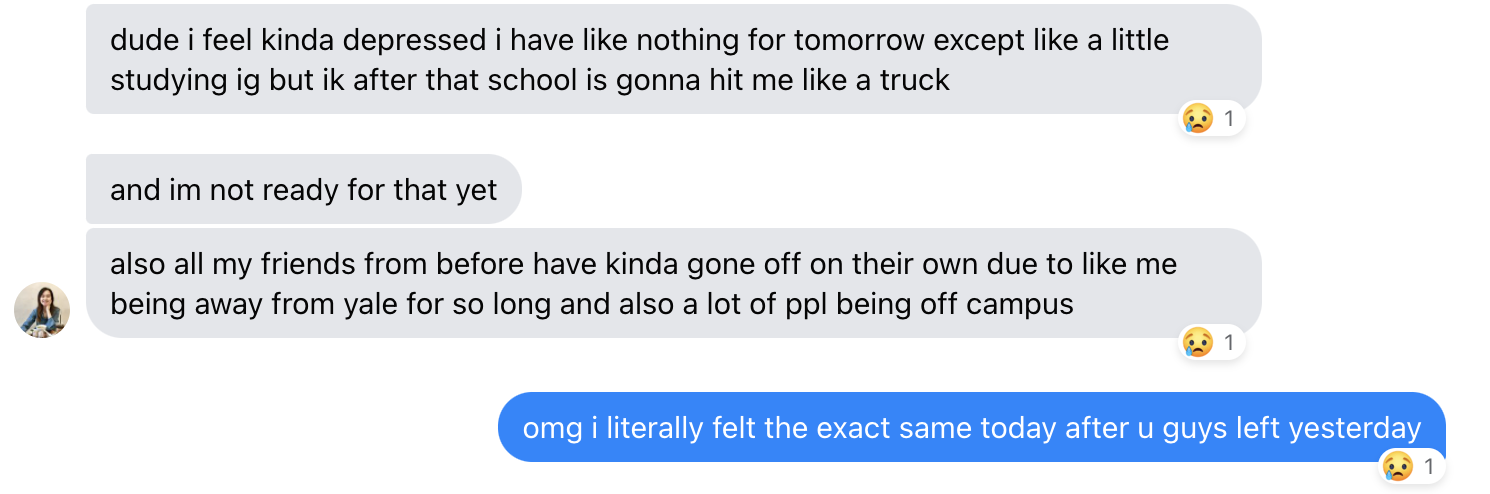 dude i feel kinda depressed i have like nothing for tomorrow except like a little
studying ig but ik after that school is gonna hit me like a truck
😢 1
and im not ready for that yet
also all my friends from before have kinda gone off on their own due to like me
being away from yale for so long and also a lot of ppl being off campus
😢 1
omg i literally felt the exact same today after u guys left yesterday
😢 1